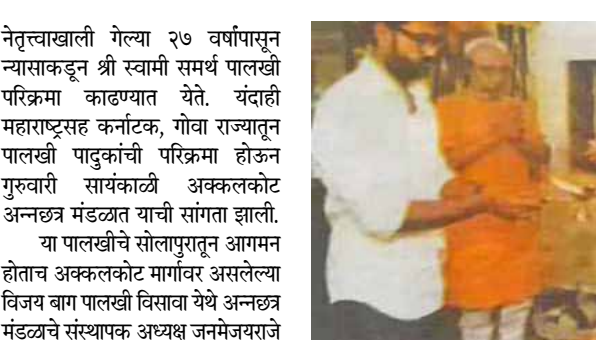 नेतृत्त्वाखाली गेल्या २७ वर्षांपासून
न्यासाकडून श्री स्वामी समर्थ पालखी
परिक्रमा काढण्यात येते. यंदाही
महाराष्ट्रसह कर्नाटक, गोवा राज्यातून
पालखी पादुकांची परिक्रमा होऊन
गुरुवारी सायंकाळी अक्कलकोट
अन्नछत्र मंडळात याची सांगता झाली.
या पालखीचे सोलापुरातून आगमन
होताच अक्कलकोट मार्गावर असलेल्या
विजय बाग पालखी विसावा येथे अन्नछत्र
मंडळाचे संस्थापक अध्यक्ष जनमेजयराजे